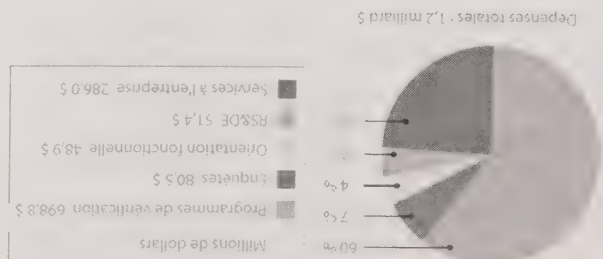 Millions de dollars
Programmes de vérification 698.8 $
Enquêtes 80.5 $
Orientation fonctionnelle 48,9 $
RS&DE 51,4 $
Services à l'entreprise 286.0 $
60 %
7 %
4 %
Dépenses totales : 1,2 milliard $